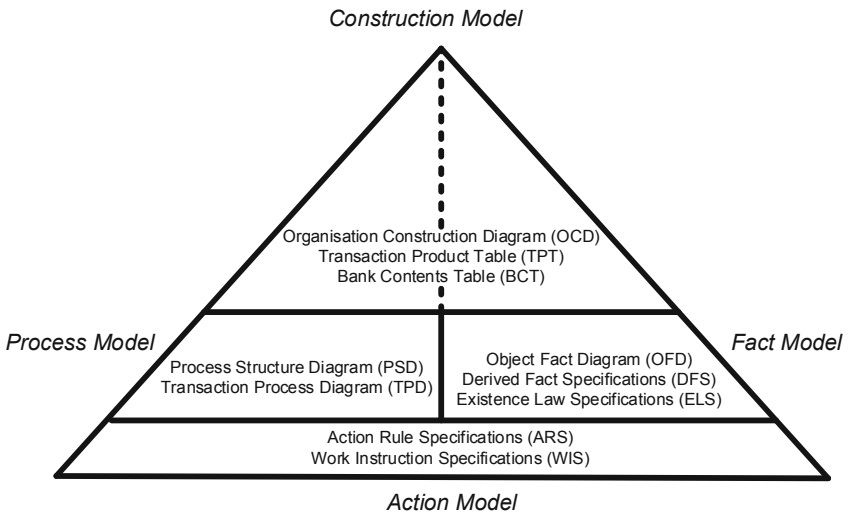 Construction Model
Organisation Construction Diagram (OCD)
Transaction Product Table (TPT)
Bank Contents Table (BCT)
Process Model
Fact Model
Process Structure Diagram (PSD)
Transaction Process Diagram (TPD)
Object Fact Diagram (OFD)
Derived Fact Specifications (DFS)
Existence Law Specifications (ELS)
Action Rule Specifications (ARS)
Work Instruction Specifications (WIS)
Action Model